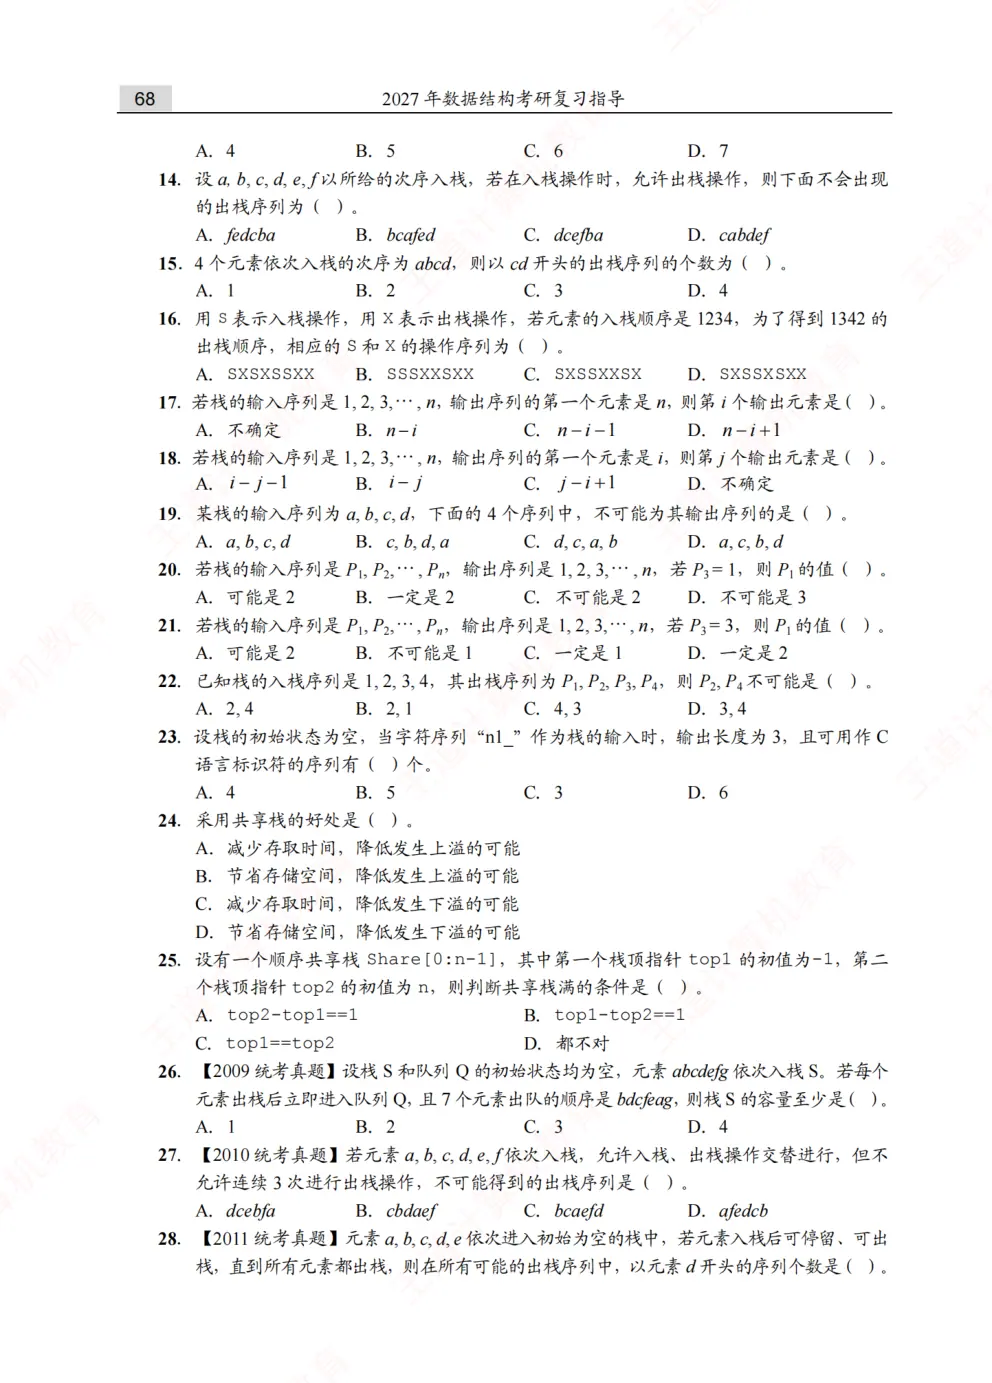 68
2027 年数据结构考研复习指导
A. 4 B. 5 C. 6 D. 7
14. 设 a, b, c, d, e, f 以所给的次序入栈，若在入栈操作时，允许出栈操作，则下面不会出现
的出栈序列为（ ）。
A. fedcba B. bcafed C. dcefba D. cabdef
15. 4 个元素依次入栈的次序为 abcd，则以 cd 开头的出栈序列的个数为（ ）。
A. 1 B. 2 C. 3 D. 4
16. 用 S 表示入栈操作，用 X 表示出栈操作，若元素的入栈顺序是 1234，为了得到 1342 的
出栈顺序，相应的 S 和 X 的操作序列为（ ）。
A. SXSXSSXX B. SSSXXSXX C. SXSSXXSX D. SXSSXSXX
17. 若栈的输入序列是 1, 2, 3,⋯ , n，输出序列的第一个元素是 n，则第 i 个输出元素是（ ）。
A. 不确定 B. n−i C. n−i−1 D. n−i+1
18. 若栈的输入序列是 1, 2, 3,⋯ , n，输出序列的第一个元素是 i，则第 j 个输出元素是（ ）。
A. i−j−1 B. i−j C. j−i+1 D. 不确定
19. 某栈的输入序列为 a, b, c, d，下面的 4 个序列中，不可能为其输出序列的是（ ）。
A. a, b, c, d B. c, b, d, a C. d, c, a, b D. a, c, b, d
20. 若栈的输入序列是 P1, P2,⋯ , Pn，输出序列是 1, 2, 3,⋯ , n，若 P3 = 1，则 P1 的值（ ）。
A. 可能是 2 B. 一定是 2 C. 不可能是 2 D. 不可能是 3
21. 若栈的输入序列是 P1, P2,⋯ , Pn，输出序列是 1, 2, 3,⋯ , n，若 P3 = 3，则 P1 的值（ ）。
A. 可能是 2 B. 不可能是 1 C. 一定是 1 D. 一定是 2
22. 已知栈的入栈序列是 1, 2, 3, 4，其出栈序列为 P1, P2, P3, P4，则 P2, P4 不可能是（ ）。
A. 2, 4 B. 2, 1 C. 4, 3 D. 3, 4
23. 设栈的初始状态为空，当字符序列“n1_”作为栈的输入时，输出长度为 3，且可用作 C
语言标识符的序列有（ ）个。
A. 4 B. 5 C. 3 D. 6
24. 采用共享栈的好处是（ ）。
A. 减少存取时间，降低发生上溢的可能
B. 节省存储空间，降低发生上溢的可能
C. 减少存取时间，降低发生下溢的可能
D. 节省存储空间，降低发生下溢的可能
25. 设有一个顺序共享栈 Share[0:n-1]，其中第一个栈顶指针 top1 的初值为-1，第二
个栈顶指针 top2 的初值为 n，则判断共享栈满的条件是（ ）。
A. top2-top1==1 B. top1-top2==1
C. top1==top2 D. 都不对
26. 【2009 统考真题】设栈 S 和队列 Q 的初始状态均为空，元素 abcdefg 依次入栈 S。若每个
元素出栈后立即进入队列 Q，且 7 个元素出队的顺序是 bdcfeag，则栈 S 的容量至少是（ ）。
A. 1 B. 2 C. 3 D. 4
27. 【2010 统考真题】若元素 a, b, c, d, e, f 依次入栈，允许入栈、出栈操作交替进行，但不
允许连续 3 次进行出栈操作，不可能得到的出栈序列是（ ）。
A. dcebfa B. cbdaef C. bcaefd D. afedcb
28. 【2011 统考真题】元素 a, b, c, d, e 依次进入初始为空的栈中，若元素入栈后可停留、可出
栈，直到所有元素都出栈，则在所有可能的出栈序列中，以元素 d 开头的序列个数是（ ）。